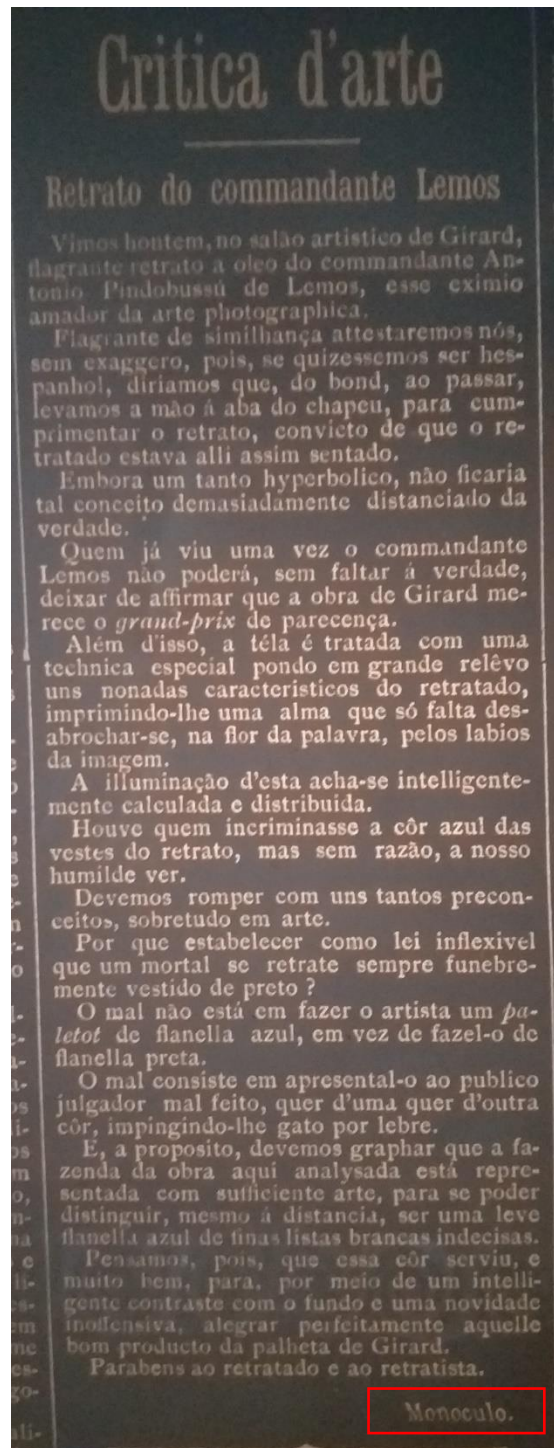 Critica d'arte
Retrato do commandante Lemos
Vimos hontem, no salão artistico de Girard,
flagrante retrato a oleo do commandante An-
tonio Pindobussú de Lemos, esse eximio
amador da arte photographica.
Flagrante de similhança attestaremos nós,
sem exaggero, pois, se quizessemos ser hes-
panhol, diriamos que, do bond, ao passar,
levamos a mão á aba do chapeu, para cum-
primentar o retrato, convicto de que o re-
tratado estava alli assim sentado.
Embora um tanto hyperbolico, não ficaria
tal conceito demasiadamente distanciado da
verdade.
Quem já viu uma vez o commandante
Lemos não poderá, sem faltar á verdade,
deixar de affirmar que a obra de Girard me-
rece o grand-prix de parecença.
Além d'isso, a téla é tratada com uma
technica especial pondo em grande relêvo
uns nonadas caracteristicos do retratado,
imprimindo-lhe uma alma que só falta des-
abrochar-se, na flor da palavra, pelos labios
da imagem.
A illuminação d'esta acha-se intelligente-
mente calculada e distribuida.
Houve quem incriminasse a côr azul das
vestes do retrato, mas sem razão, a nosso
humilde ver.
Devemos romper com uns tantos precon-
ceitos, sobretudo em arte.
Por que estabelecer como lei inflexivel
que um mortal se retrate sempre funebre-
mente vestido de preto ?
O mal não está em fazer o artista um pa-
letot de flanella azul, em vez de fazel-o de
flanella preta.
O mal consiste em apresental-o ao publico
julgador mal feito, quer d'uma quer d'outra
côr, impingindo-lhe gato por lebre.
E, a proposito, devemos graphar que a fa-
zenda da obra aqui analysada está repre-
sentada com sufficiente arte, para se poder
distinguir, mesmo á distancia, ser uma leve
flanella azul de finas listas brancas indecisas.
Pensamos, pois, que essa côr serviu, e
muito bem, para, por meio de um intelli-
gente contraste com o fundo e uma novidade
inoffensiva, alegrar perfeitamente aquelle
bom producto da palheta de Girard.
Parabens ao retratado e ao retratista.
Monoculo.